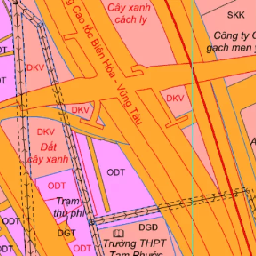 Cây xanh
cách ly
SKK
Công ty
gạch men
Cao tốc Biên Hòa - Vũng Tàu
DKV
DKV
DKV
DKV
Đất
cây xanh
ODT
ODT
Trạm
thu phí
ODT
DGT
DGD
ODT
Trường THPT
Tam Phước